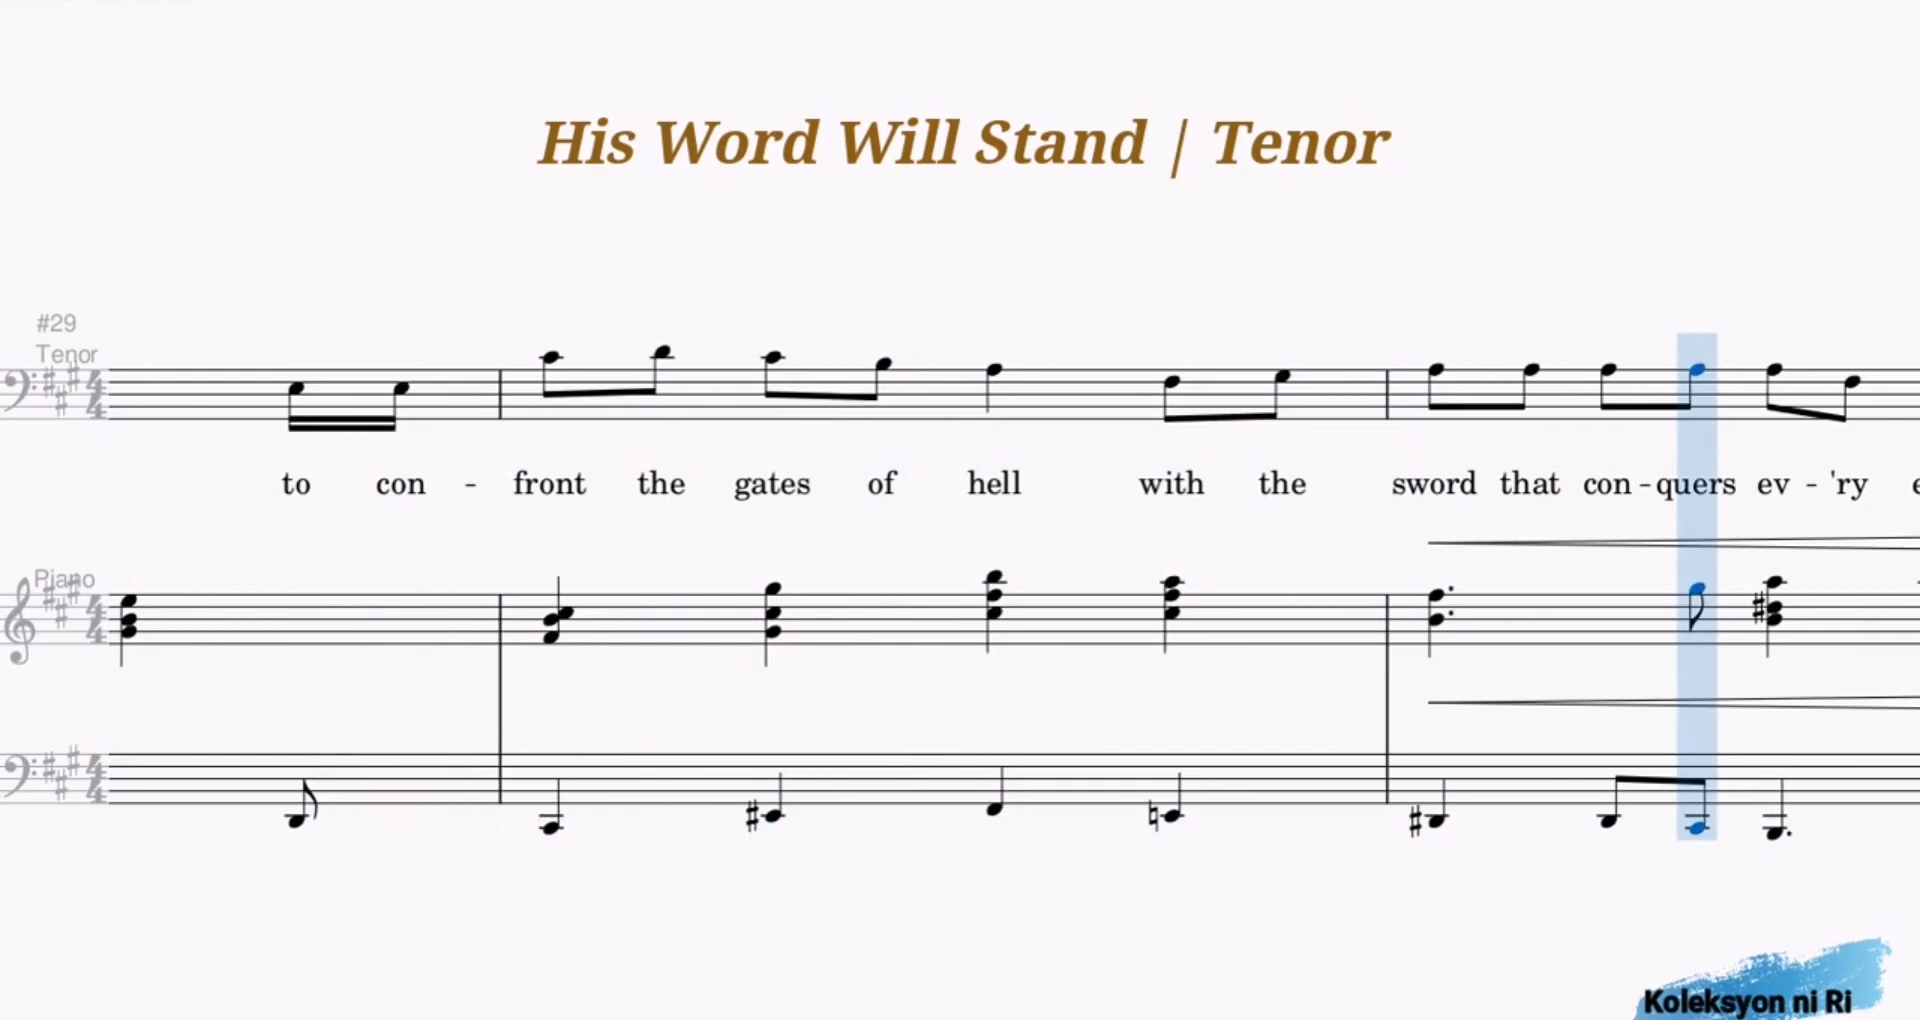 His Word Will Stand | Tenor
#29
Tenor
to con - front the gates of hell with the sword that con - quers ev - 'ry
Piano
Koleksyon ni Ri